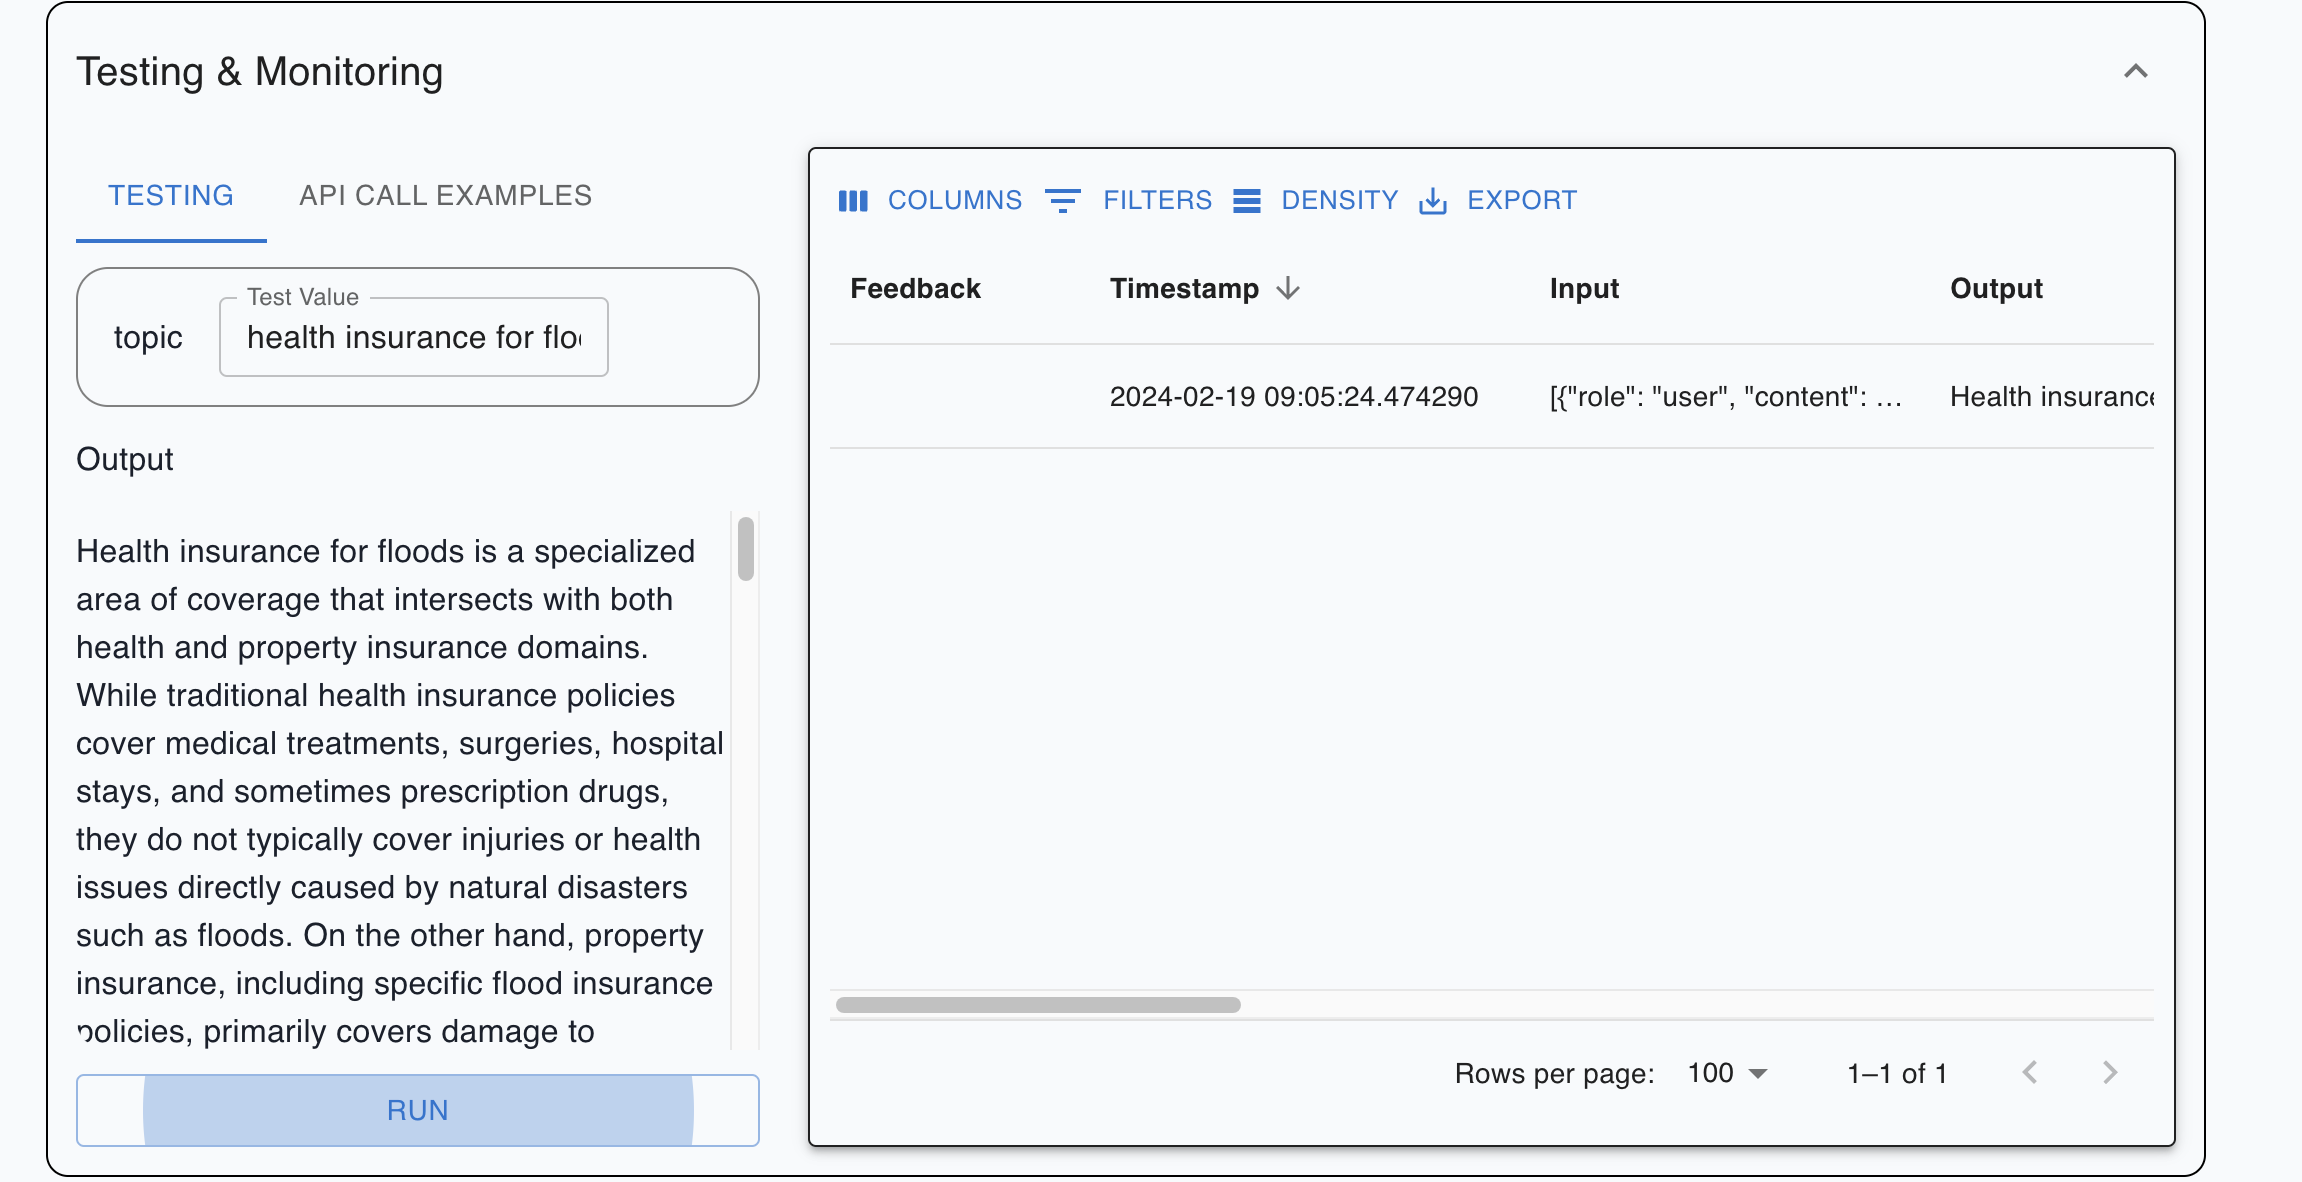 Testing & Monitoring
TESTING
API CALL EXAMPLES
Test Value
topic
health insurance for flo
Output
Health insurance for floods is a specialized
area of coverage that intersects with both
health and property insurance domains.
While traditional health insurance policies
cover medical treatments, surgeries, hospital
stays, and sometimes prescription drugs,
they do not typically cover injuries or health
issues directly caused by natural disasters
such as floods. On the other hand, property
insurance, including specific flood insurance
policies, primarily covers damage to
RUN
COLUMNS FILTERS DENSITY EXPORT
Feedback Timestamp Input Output
2024-02-19 09:05:24.474290 [{"role": "user", "content": … Health insurance
Rows per page: 100 1–1 of 1